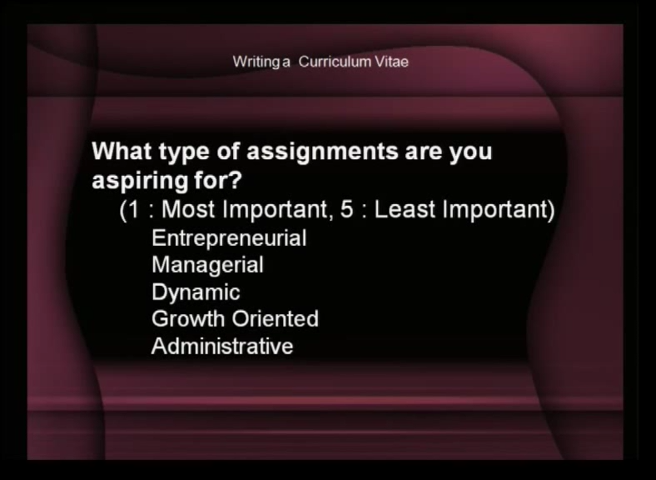 Writing a Curriculum Vitae
What type of assignments are you
aspiring for?
(1 : Most Important, 5 : Least Important)
Entrepreneurial
Managerial
Dynamic
Growth Oriented
Administrative